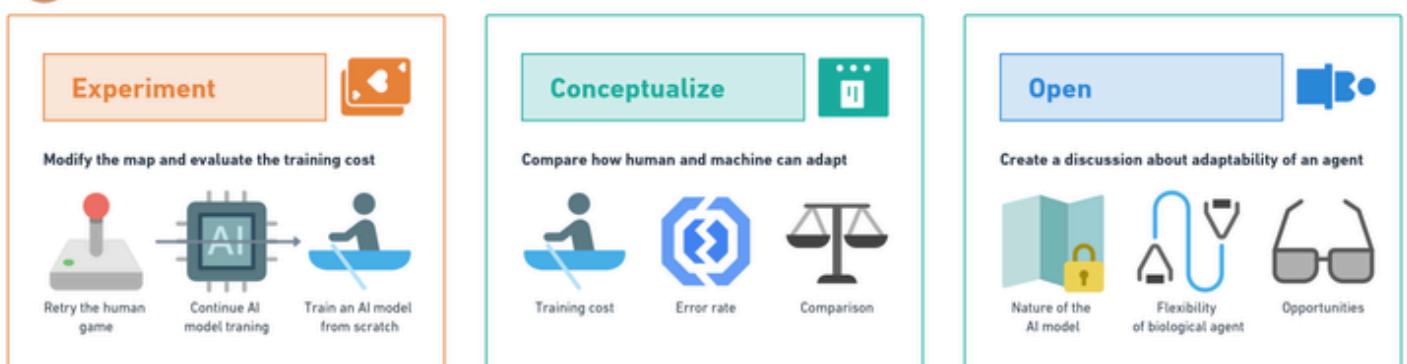 Experiment
Modify the map and evaluate the training cost
AI
Retry the human
game
Continue AI
model traning
Train an AI model
from scratch
Conceptualize
Compare how human and machine can adapt
Training cost
Error rate
Comparison
Open
Create a discussion about adaptability of an agent
Nature of the
AI model
Flexibility
of biological agent
Opportunities